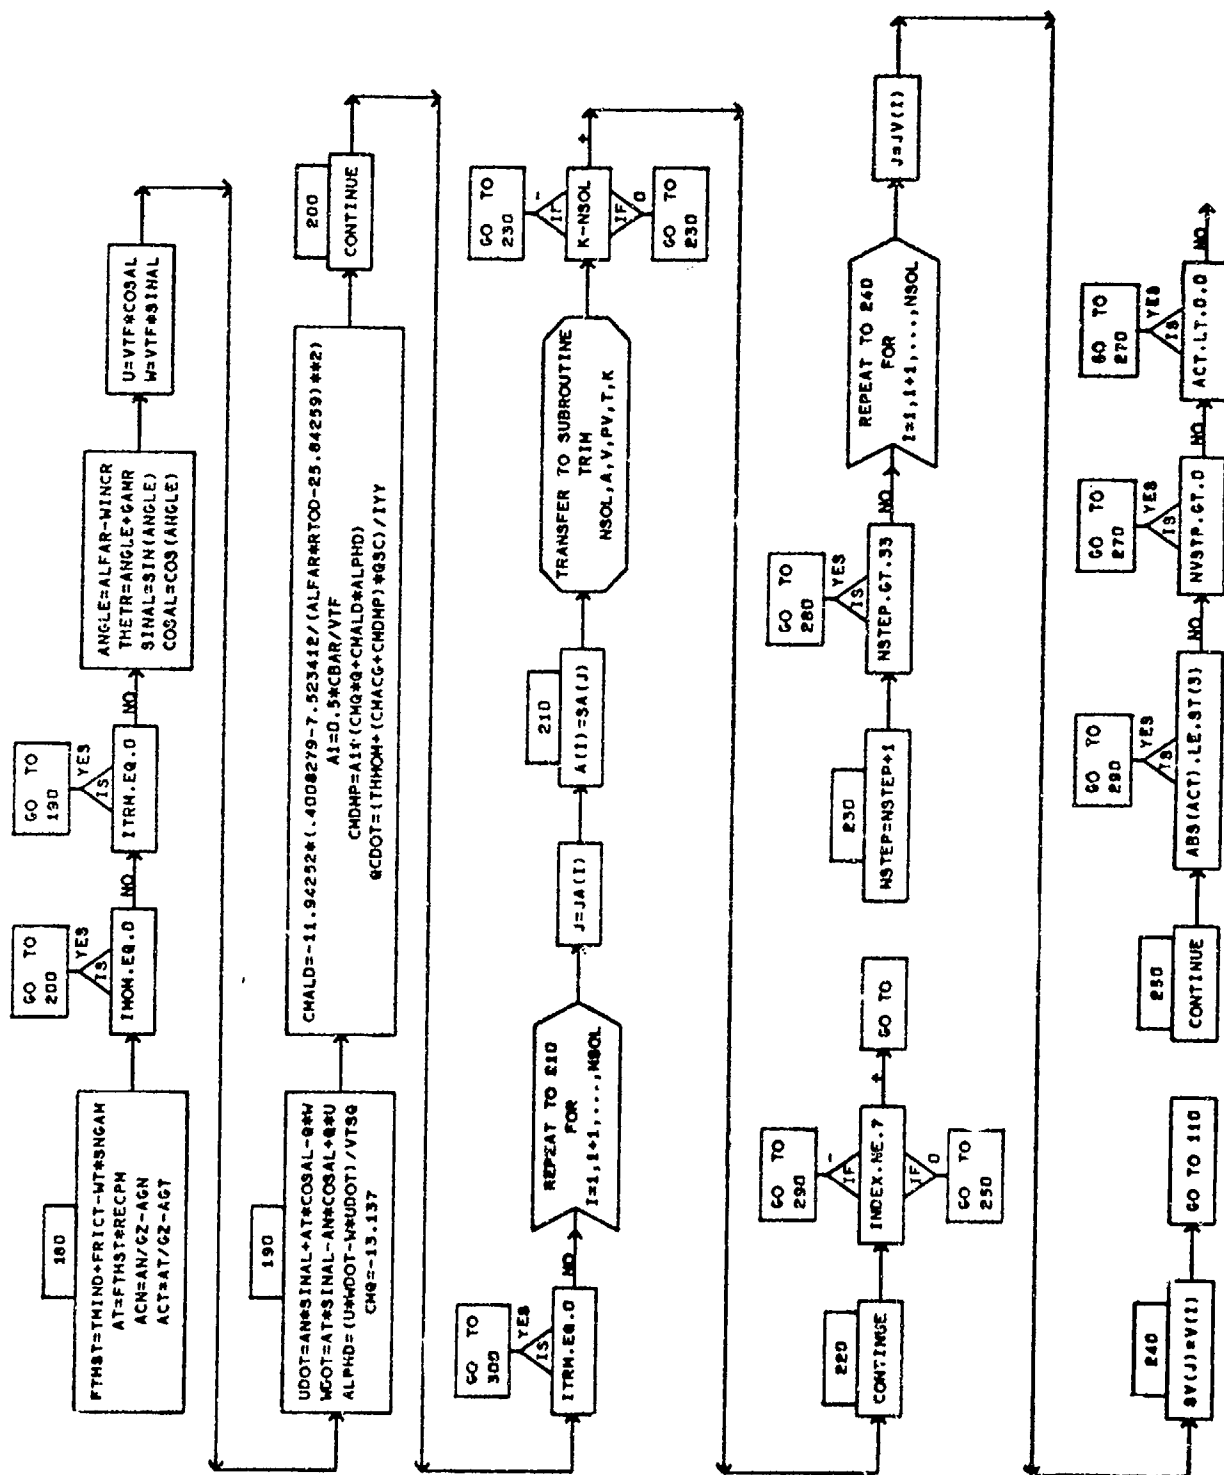 180
FTHST=TMIND+FRICT-WT*SNGAM
AT=FTHST*RECPM
ACN=AN/GZ-AGN
ACT=AT/GZ-AGT
GO TO
200
IS
YES
IMOM.EQ.0
NO
GO TO
190
IS
YES
ITRM.EQ.0
NO
ANGLE=ALFAR-WINCR
THETR=ANGLE+GAMR
SINAL=SIN(ANGLE)
COSAL=COS(ANGLE)
U=VTF*COSAL
W=VTF*SINAL
190
UDOT=AN*SINAL+AT*COSAL-Q*W
WDOT=AT*SINAL-AN*COSAL+Q*U
ALPHD=(U*WDOT-W*UDOT)/VTSQ
CMQ=-13.137
CMALD=-11.94252*(.4008279-7.523412/(ALFAR*RTOD-25.84259)**2)
A1=0.5*CBAR/VTF
CMDMP=A1*(CMQ*Q+CMALD*ALPHD)
QCDOT=(THMOM+(CMACG+CMDMP)*QSC)/IYY
200
CONTINUE
GO TO
300
IS
YES
ITRM.EQ.0
NO
REPEAT TO 210
FOR
I=1,1+1,...,NSOL
J=JA(I)
210
A(I)=SA(J)
TRANSFER TO SUBROUTINE
TRIM
NSOL,A,V,PV,T,K
GO TO
230
IF
-
K-NSOL
+
IF
0
GO TO
230
220
CONTINUE
GO TO
290
IF
-
INDEX.NE.7
+
IF
0
GO TO
250
GO TO
230
NSTEP=NSTEP+1
GO TO
280
IS
YES
NSTEP.GT.33
NO
REPEAT TO 240
FOR
I=1,1+1,...,NSOL
J=JV(I)
240
SV(J)=V(I)
GO TO 110
250
CONTINUE
GO TO
290
IS
YES
ABS(ACT).LE.ST(3)
NO
GO TO
270
IS
YES
NVSTP.GT.0
NO
GO TO
270
IS
YES
ACT.LT.0.0
NO